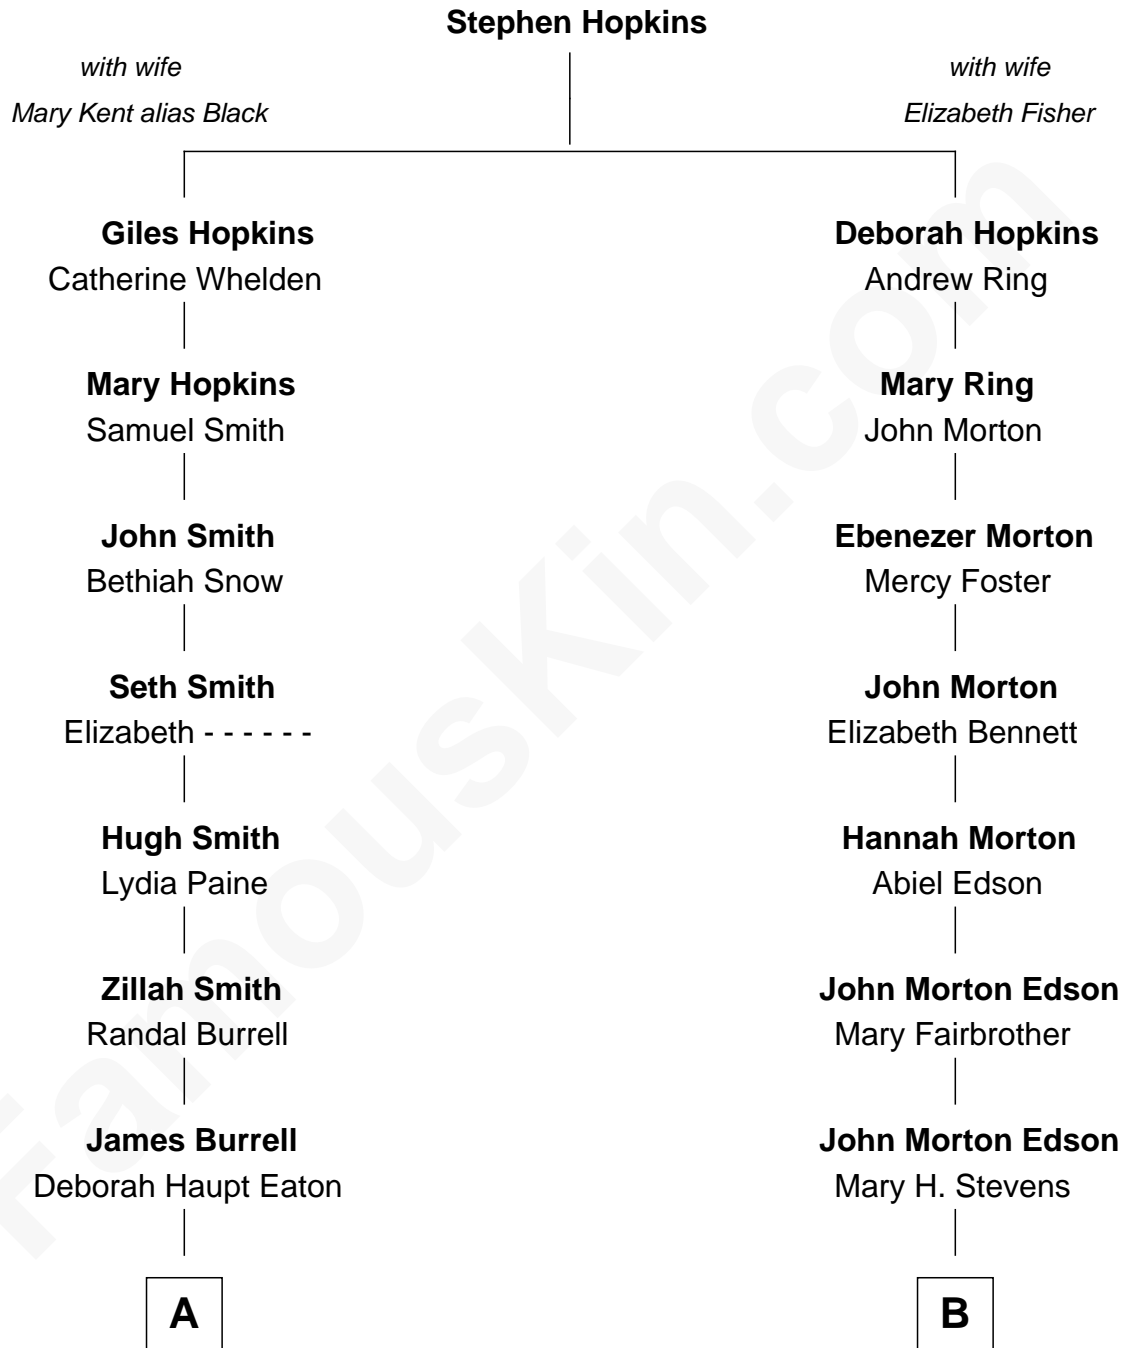 Stephen Hopkins
with wife
Mary Kent alias Black
with wife
Elizabeth Fisher
Giles Hopkins
Catherine Whelden
Deborah Hopkins
Andrew Ring
Mary Hopkins
Samuel Smith
Mary Ring
John Morton
John Smith
Bethiah Snow
Ebenezer Morton
Mercy Foster
Seth Smith
Elizabeth - - - - - -
John Morton
Elizabeth Bennett
Hugh Smith
Lydia Paine
Hannah Morton
Abiel Edson
Zillah Smith
Randal Burrell
John Morton Edson
Mary Fairbrother
James Burrell
Deborah Haupt Eaton
John Morton Edson
Mary H. Stevens
A
B
FamousKin.com